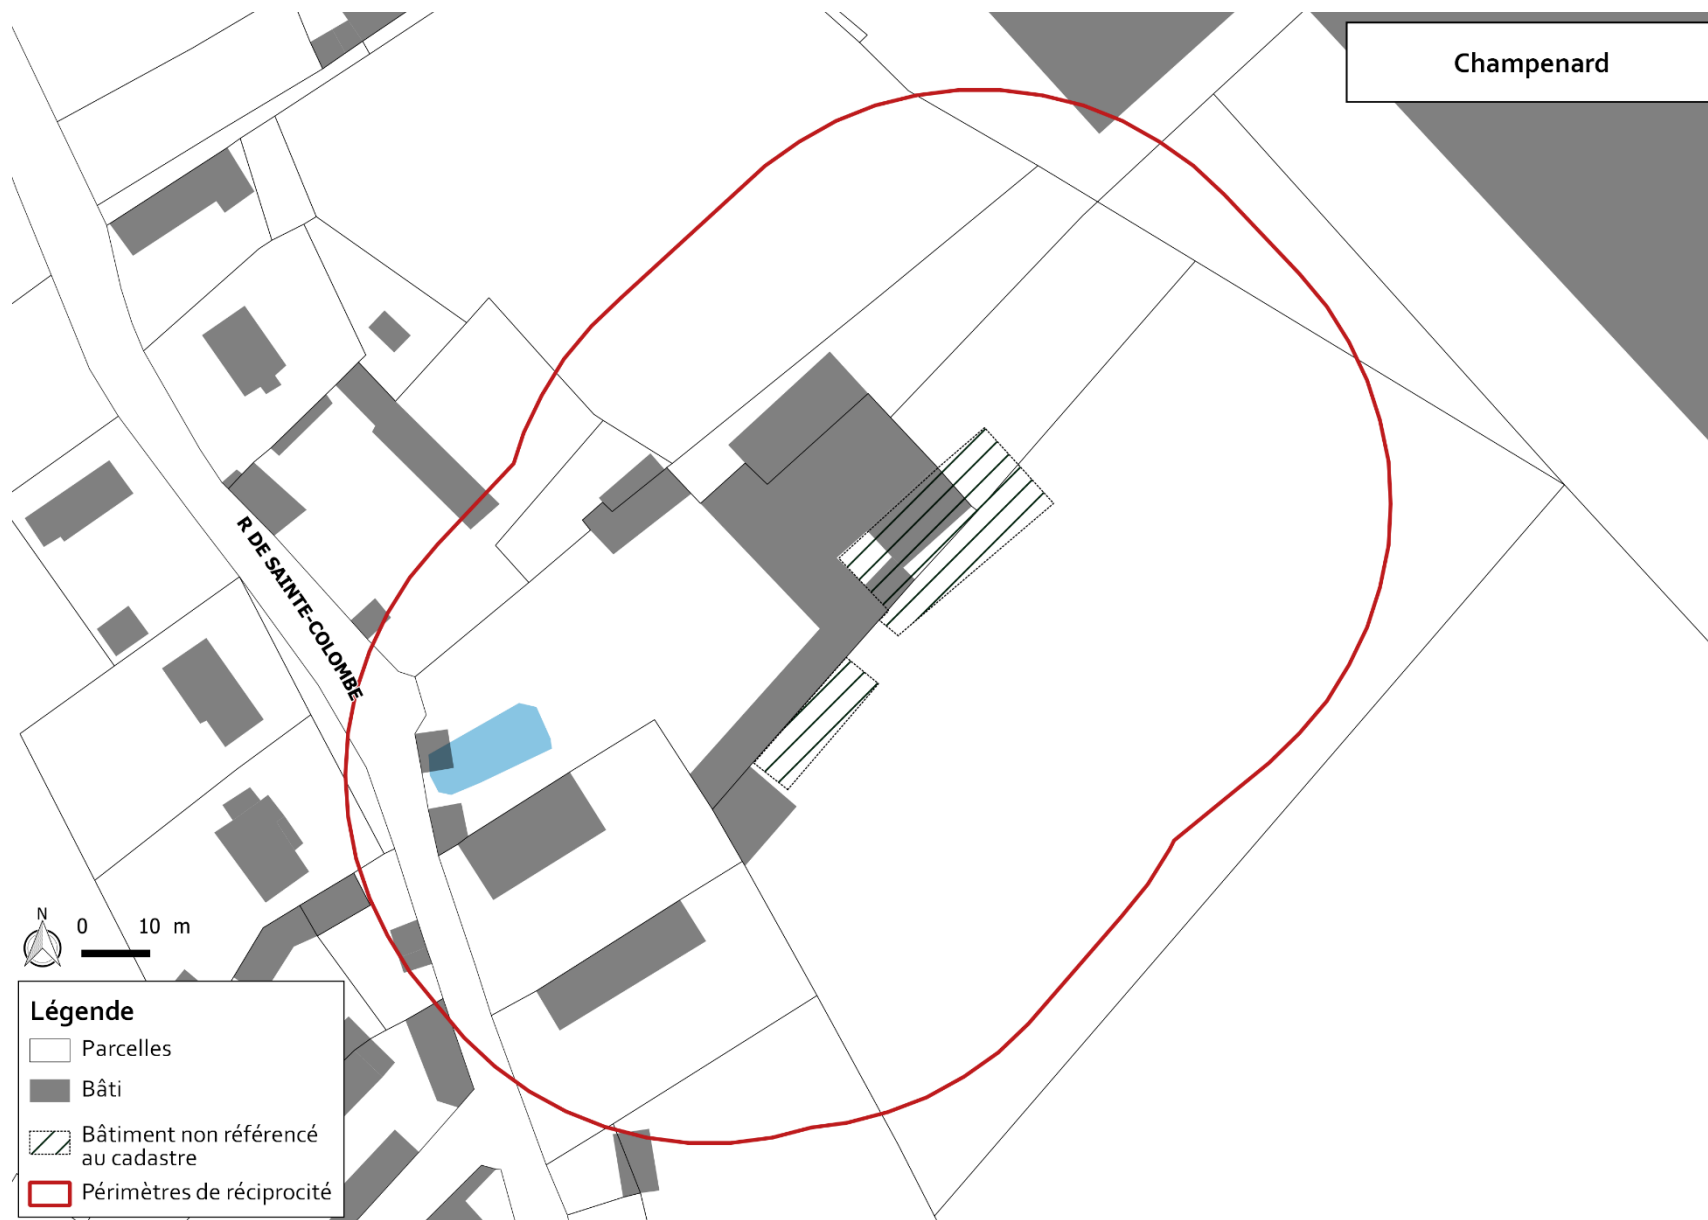 Champenard
R DE SAINTE-COLOMBE
N
0 10 m
Légende
Parcelles
Bâti
Bâtiment non référencé
au cadastre
Périmètres de réciprocité